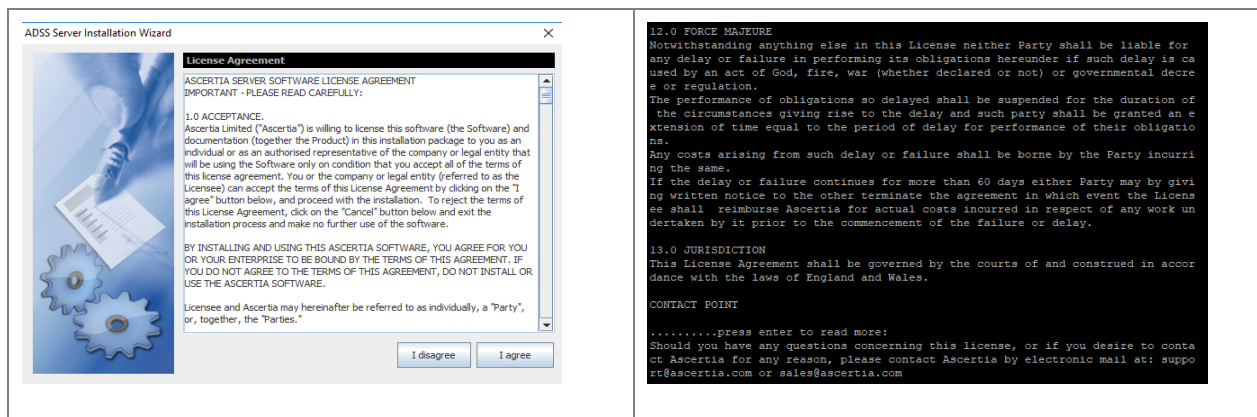 ADSS Server Installation Wizard
License Agreement
ASCERTIA SERVER SOFTWARE LICENSE AGREEMENT
IMPORTANT - PLEASE READ CAREFULLY:
1.0 ACCEPTANCE.
Ascertia Limited ("Ascertia") is willing to license this software (the Software) and
documentation (together the Product) in this installation package to you as an
individual or as an authorised representative of the company or legal entity that
will be using the Software only on condition that you accept all of the terms of
this license agreement. You or the company or legal entity (referred to as the
Licensee) can accept the terms of this License Agreement by clicking on the "I
agree" button below, and proceed with the installation. To reject the terms of
this License Agreement, click on the "Cancel" button below and exit the
installation process and make no further use of the software.
BY INSTALLING AND USING THIS ASCERTIA SOFTWARE, YOU AGREE FOR YOU
OR YOUR ENTERPRISE TO BE BOUND BY THE TERMS OF THIS AGREEMENT. IF
YOU DO NOT AGREE TO THE TERMS OF THIS AGREEMENT, DO NOT INSTALL OR
USE THE ASCERTIA SOFTWARE.
Licensee and Ascertia may hereinafter be referred to as individually, a "Party",
or, together, the "Parties."
I disagree
I agree
12.0 FORCE MAJEURE
Notwithstanding anything else in this License neither Party shall be liable for
any delay or failure in performing its obligations hereunder if such delay is ca
used by an act of God, fire, war (whether declared or not) or governmental decre
e or regulation.
The performance of obligations so delayed shall be suspended for the duration of
the circumstances giving rise to the delay and such party shall be granted an e
xtension of time equal to the period of delay for performance of their obligatio
ns.
Any costs arising from such delay or failure shall be borne by the Party incurri
ng the same.
If the delay or failure continues for more than 60 days either Party may by givi
ng written notice to the other terminate the agreement in which event the Licens
ee shall  reimburse Ascertia for actual costs incurred in respect of any work un
dertaken by it prior to the commencement of the failure or delay.
13.0 JURISDICTION
This License Agreement shall be governed by the courts of and construed in accor
dance with the laws of England and Wales.
CONTACT POINT
..........press enter to read more:
Should you have any questions concerning this license, or if you desire to conta
ct Ascertia for any reason, please contact Ascertia by electronic mail at: suppo
rt@ascertia.com or sales@ascertia.com